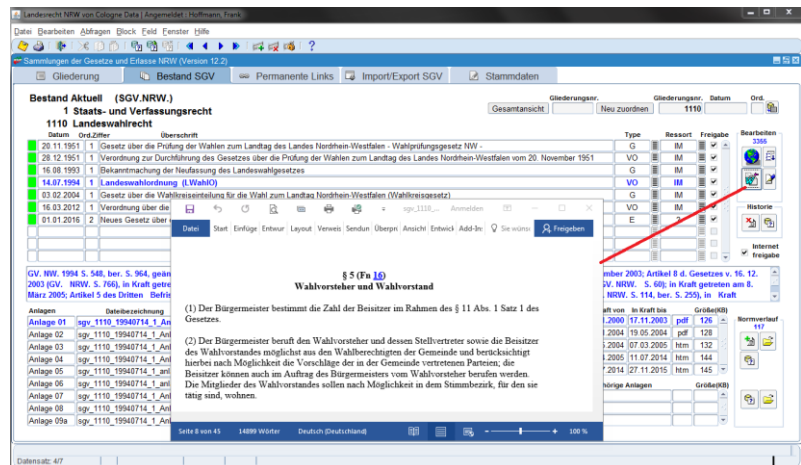 Landesrecht NRW von Cologne Data | Angemeldet : Hoffmann, Frank
Datei Bearbeiten Abfragen Block Feld Fenster Hilfe
Sammlungen der Gesetze und Erlasse NRW (Version 12.2)
Gliederung Bestand SGV Permanente Links Import/Export SGV Stammdaten
Bestand Aktuell (SGV.NRW.) Gliederungsnr. Gliederungsnr. Datum Ord.
1 Staats- und Verfassungsrecht Gesamtansicht Neu zuordnen 1110
1110 Landeswahlrecht
Datum Ord.Ziffer Überschrift Type Ressort Freigabe Bearbeiten
3355
20.11.1951 1 Gesetz über die Prüfung der Wahlen zum Landtag des Landes Nordrhein-Westfalen - Wahlprüfungsgesetz NW - G IM
28.12.1951 1 Verordnung zur Durchführung des Gesetzes über die Prüfung der Wahlen zum Landtag des Landes Nordrhein-Westfalen vom 20. November 1951 VO IM
16.08.1993 1 Bekanntmachung der Neufassung des Landeswahlgesetzes G IM
14.07.1994 1 Landeswahlordnung (LWahlO) VO IM
03.02.2004 1 Gesetz über die Wahlkreiseinteilung für die Wahl zum Landtag Nordrhein-Westfalen (Wahlkreisgesetz) G IM
16.03.2012 1 Verordnung über die VO IM Historie
01.01.2016 2 Neues Gesetz über E ?
Internet
freigabe
sgv_1110_... Anmelden
Datei Start Einfüge Entwur Layout Verweis Sendun Überpr Ansicht Entwick Add-Ins Sie wüns Freigeben
§ 5 (Fn 16)
Wahlvorsteher und Wahlvorstand
(1) Der Bürgermeister bestimmt die Zahl der Beisitzer im Rahmen des § 11 Abs. 1 Satz 1 des
Gesetzes.
(2) Der Bürgermeister beruft den Wahlvorsteher und dessen Stellvertreter sowie die Beisitzer
des Wahlvorstandes möglichst aus den Wahlberechtigten der Gemeinde und berücksichtigt
hierbei nach Möglichkeit die Vorschläge der in der Gemeinde vertretenen Parteien; die
Beisitzer können auch im Auftrag des Bürgermeisters vom Wahlvorsteher berufen werden.
Die Mitglieder des Wahlvorstandes sollen nach Möglichkeit in dem Stimmbezirk, für den sie
tätig sind, wohnen.
Seite 8 von 45 14899 Wörter Deutsch (Deutschland) 100 %
GV. NW. 1994 S. 548, ber. S. 964, geän mber 2003; Artikel 8 d. Gesetzes v. 16. 12.
2003 (GV. NRW. S. 766), in Kraft getreten GV. NRW. S. 60); in Kraft getreten am 8.
März 2005; Artikel 5 des Dritten Befris NRW. S. 114, ber. S. 255), in Kraft
Anlagen Dateibezeichnung aft von In Kraft bis Größe(KB) Normverlauf
117
Anlage 01 sgv_1110_19940714_1_An .2000 17.11.2003 pdf 126
Anlage 02 sgv_1110_19940714_1_Anl .2004 19.05.2004 pdf 128
Anlage 03 sgv_1110_19940714_1_Anl .2004 07.03.2005 htm 132
Anlage 04 sgv_1110_19940714_1_Anl .2005 11.07.2014 htm 144
Anlage 05 sgv_1110_19940714_1_anl .2014 27.11.2015 htm 145
Anlage 06 sgv_1110_19940714_1_anl hörige Anlagen Größe(KB)
Anlage 07 sgv_1110_19940714_1_Anl
Anlage 08 sgv_1110_19940714_1_Anl
Anlage 09a sgv_1110_19940714_1_Anl
Datensatz: 4/7